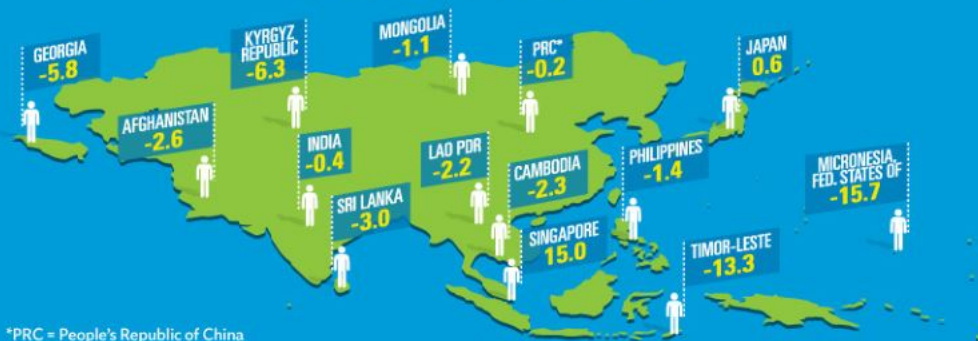 GEORGIA
-5.8
KYRGYZ
REPUBLIC
-6.3
MONGOLIA
-1.1
PRC*
-0.2
JAPAN
0.6
AFGHANISTAN
-2.6
INDIA
-0.4
LAO PDR
-2.2
CAMBODIA
-2.3
PHILIPPINES
-1.4
MICRONESIA,
FED. STATES OF
-15.7
SRI LANKA
-3.0
SINGAPORE
15.0
TIMOR-LESTE
-13.3
*PRC = People's Republic of China